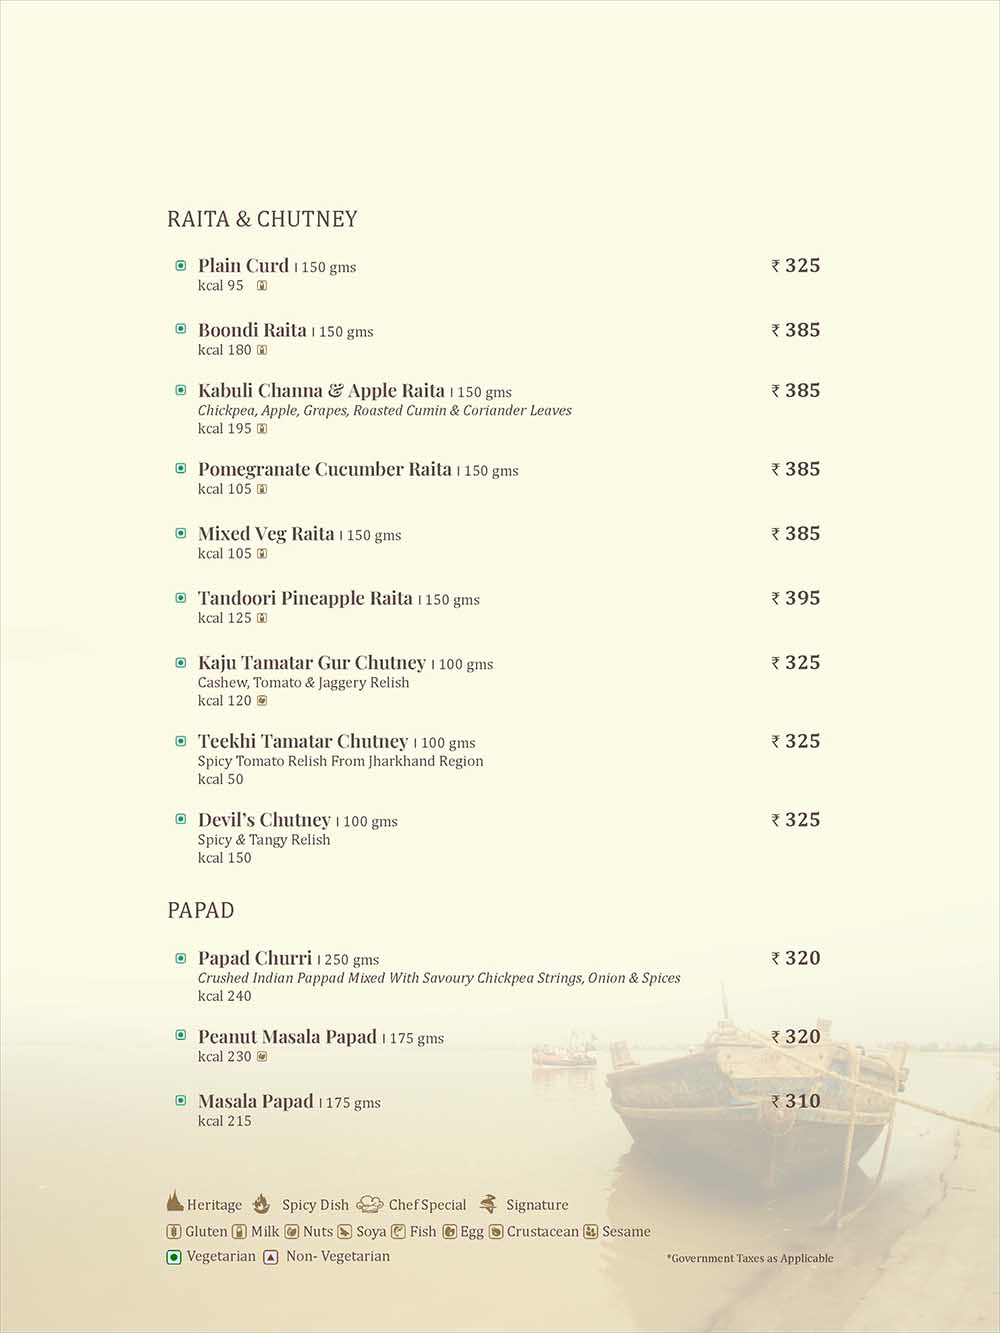 RAITA & CHUTNEY
Plain Curd | 150 gms ₹ 325
kcal 95
Boondi Raita | 150 gms ₹ 385
kcal 180
Kabuli Channa & Apple Raita | 150 gms ₹ 385
Chickpea, Apple, Grapes, Roasted Cumin & Coriander Leaves
kcal 195
Pomegranate Cucumber Raita | 150 gms ₹ 385
kcal 105
Mixed Veg Raita | 150 gms ₹ 385
kcal 105
Tandoori Pineapple Raita | 150 gms ₹ 395
kcal 125
Kaju Tamatar Gur Chutney | 100 gms ₹ 325
Cashew, Tomato & Jaggery Relish
kcal 120
Teekhi Tamatar Chutney | 100 gms ₹ 325
Spicy Tomato Relish From Jharkhand Region
kcal 50
Devil's Chutney | 100 gms ₹ 325
Spicy & Tangy Relish
kcal 150
PAPAD
Papad Churri | 250 gms ₹ 320
Crushed Indian Pappad Mixed With Savoury Chickpea Strings, Onion & Spices
kcal 240
Peanut Masala Papad | 175 gms ₹ 320
kcal 230
Masala Papad | 175 gms ₹ 310
kcal 215
Heritage Spicy Dish Chef Special Signature
Gluten Milk Nuts Soya Fish Egg Crustacean Sesame
Vegetarian Non- Vegetarian *Government Taxes as Applicable